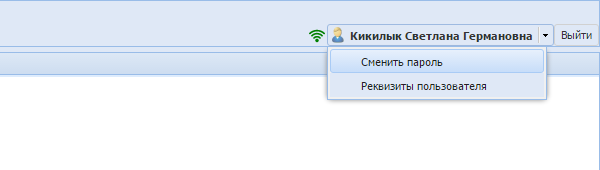 Кикилык Светлана Германовна Выйти
Сменить пароль
Реквизиты пользователя